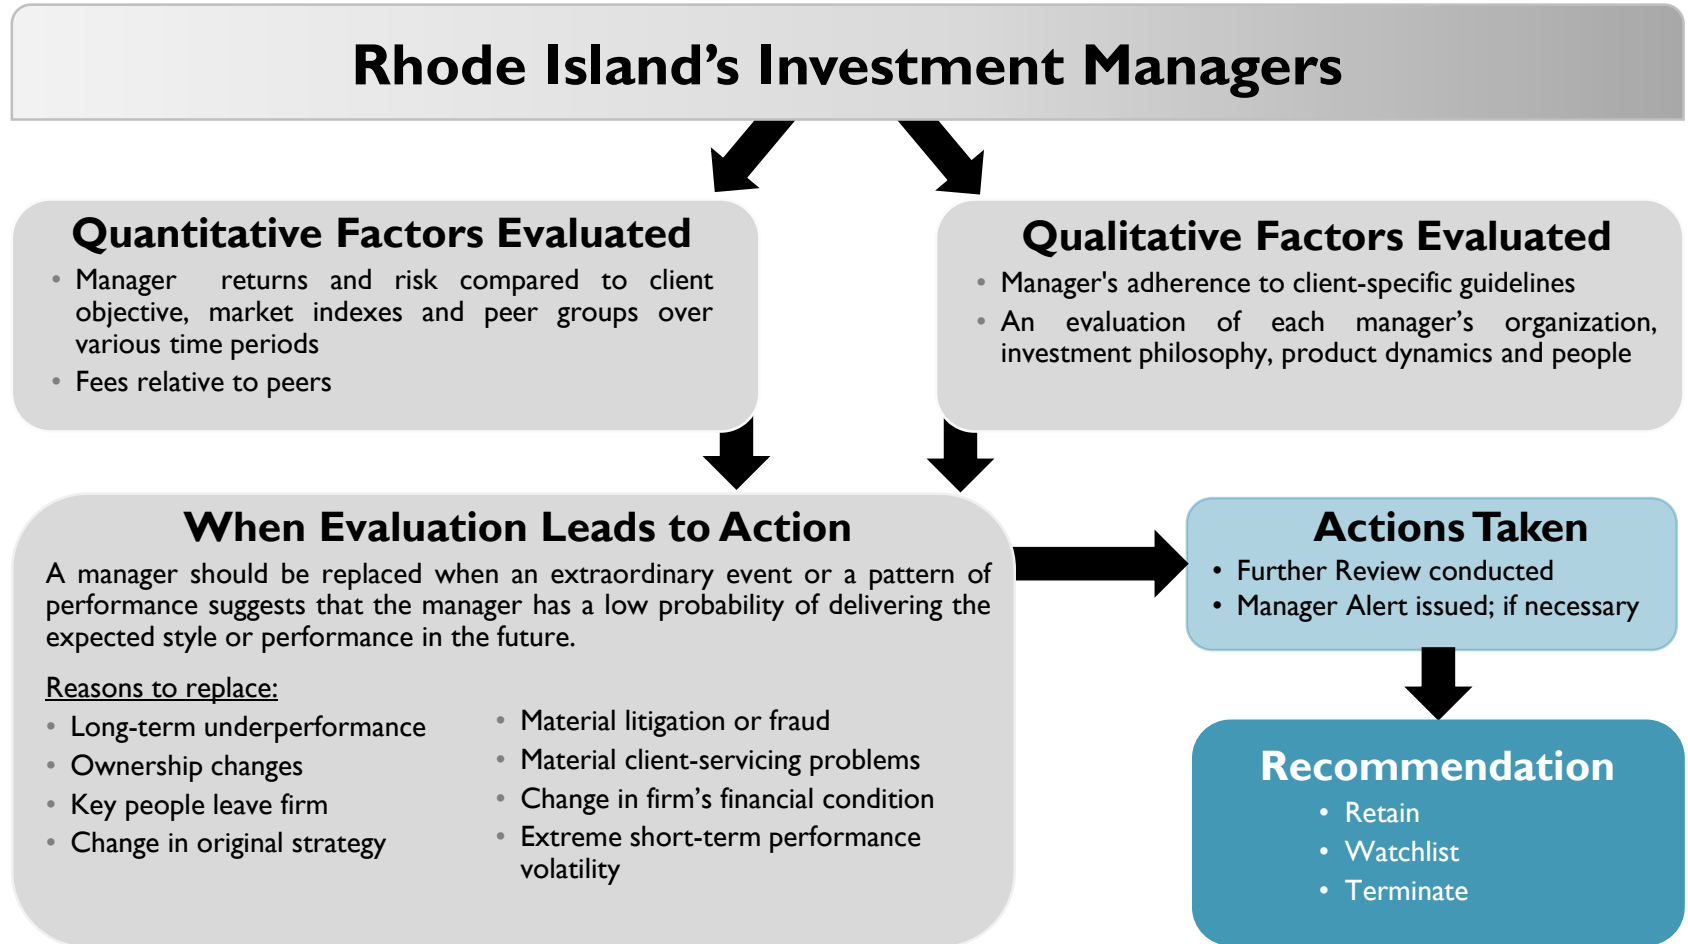 Rhode Island’s Investment Managers
Quantitative Factors Evaluated
• Manager returns and risk compared to client
objective, market indexes and peer groups over
various time periods
• Fees relative to peers
Qualitative Factors Evaluated
• Manager's adherence to client-specific guidelines
• An evaluation of each manager’s organization,
investment philosophy, product dynamics and people
When Evaluation Leads to Action
A manager should be replaced when an extraordinary event or a pattern of
performance suggests that the manager has a low probability of delivering the
expected style or performance in the future.
Reasons to replace:
• Long-term underperformance
• Ownership changes
• Key people leave firm
• Change in original strategy
• Material litigation or fraud
• Material client-servicing problems
• Change in firm’s financial condition
• Extreme short-term performance
volatility
Actions Taken
• Further Review conducted
• Manager Alert issued; if necessary
Recommendation
• Retain
• Watchlist
• Terminate